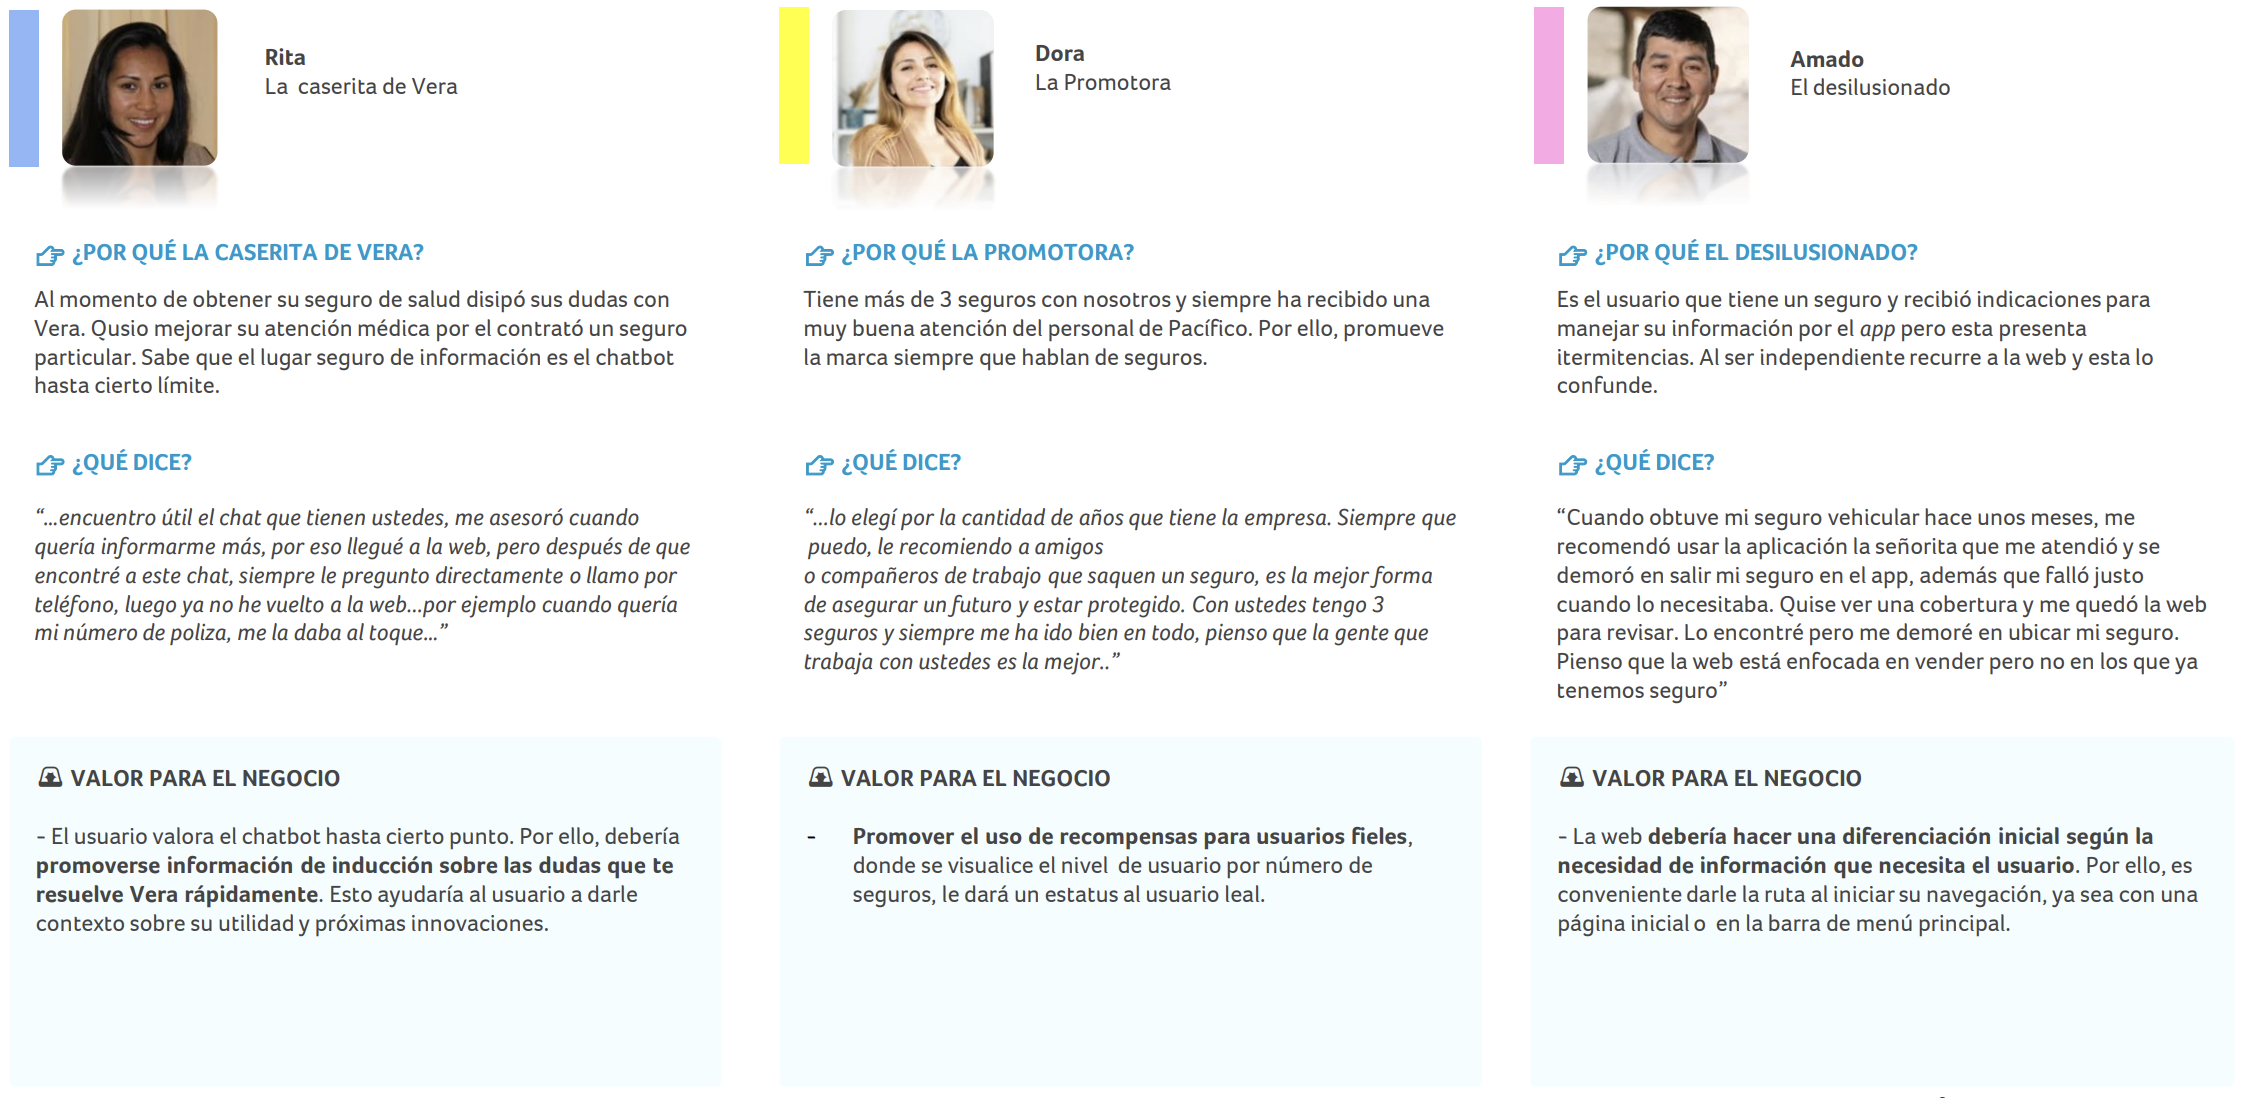 Rita
La  caserita de Vera
¿POR QUÉ LA CASERITA DE VERA?
Al momento de obtener su seguro de salud disipó sus dudas con
Vera. Qusio mejorar su atención médica por el contrató un seguro
particular. Sabe que el lugar seguro de información es el chatbot
hasta cierto límite.
¿QUÉ DICE?
“...encuentro útil el chat que tienen ustedes, me asesoró cuando
quería informarme más, por eso llegué a la web, pero después de que
encontré a este chat, siempre le pregunto directamente o llamo por
teléfono, luego ya no he vuelto a la web...por ejemplo cuando quería
mi número de poliza, me la daba al toque...”
VALOR PARA EL NEGOCIO
- El usuario valora el chatbot hasta cierto punto. Por ello, debería
promoverse información de inducción sobre las dudas que te
resuelve Vera rápidamente. Esto ayudaría al usuario a darle
contexto sobre su utilidad y próximas innovaciones.
Dora
La Promotora
¿POR QUÉ LA PROMOTORA?
Tiene más de 3 seguros con nosotros y siempre ha recibido una
muy buena atención del personal de Pacífico. Por ello, promueve
la marca siempre que hablan de seguros.
¿QUÉ DICE?
“...lo elegí por la cantidad de años que tiene la empresa. Siempre que
puedo, le recomiendo a amigos
o compañeros de trabajo que saquen un seguro, es la mejor forma
de asegurar un futuro y estar protegido. Con ustedes tengo 3
seguros y siempre me ha ido bien en todo, pienso que la gente que
trabaja con ustedes es la mejor..”
VALOR PARA EL NEGOCIO
- Promover el uso de recompensas para usuarios fieles,
donde se visualice el nivel  de usuario por número de
seguros, le dará un estatus al usuario leal.
Amado
El desilusionado
¿POR QUÉ EL DESILUSIONADO?
Es el usuario que tiene un seguro y recibió indicaciones para
manejar su información por el app pero esta presenta
itermitencias. Al ser independiente recurre a la web y esta lo
confunde.
¿QUÉ DICE?
“Cuando obtuve mi seguro vehicular hace unos meses, me
recomendó usar la aplicación la señorita que me atendió y se
demoró en salir mi seguro en el app, además que falló justo
cuando lo necesitaba. Quise ver una cobertura y me quedó la web
para revisar. Lo encontré pero me demoré en ubicar mi seguro.
Pienso que la web está enfocada en vender pero no en los que ya
tenemos seguro”
VALOR PARA EL NEGOCIO
- La web debería hacer una diferenciación inicial según la
necesidad de información que necesita el usuario. Por ello, es
conveniente darle la ruta al iniciar su navegación, ya sea con una
página inicial o  en la barra de menú principal.